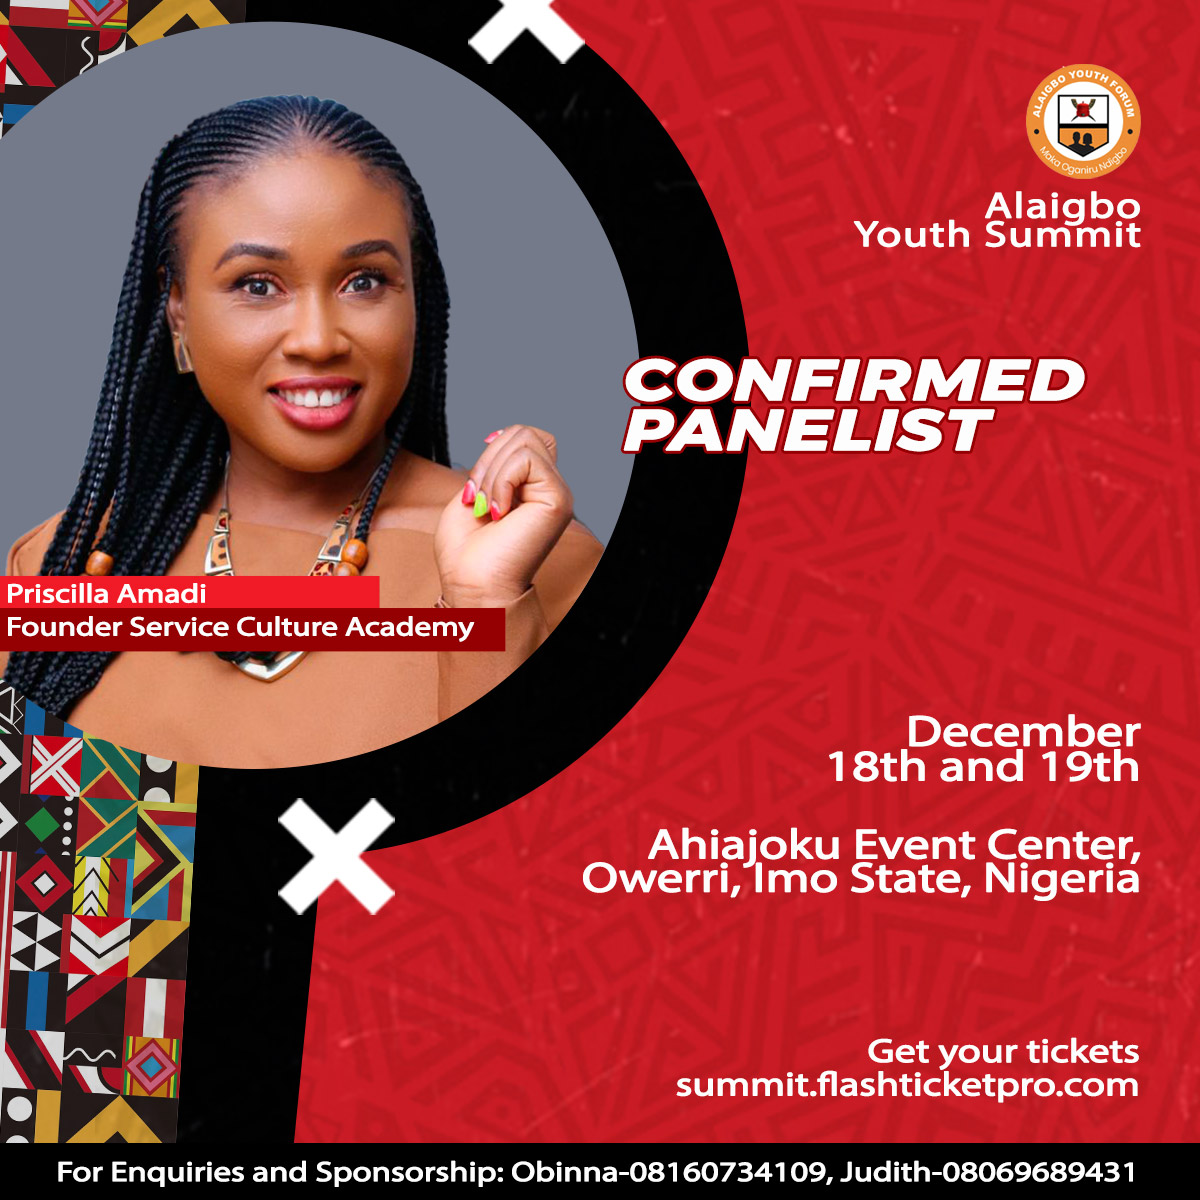 ALAIGBO YOUTH FORUM
Maka Oganiru Ndigbo
Alaigbo
Youth Summit
CONFIRMED
PANELIST
Priscilla Amadi
Founder Service Culture Academy
December
18th and 19th
Ahiajoku Event Center,
Owerri, Imo State, Nigeria
Get your tickets
summit.flashticketpro.com
For Enquiries and Sponsorship: Obinna-08160734109, Judith-08069689431